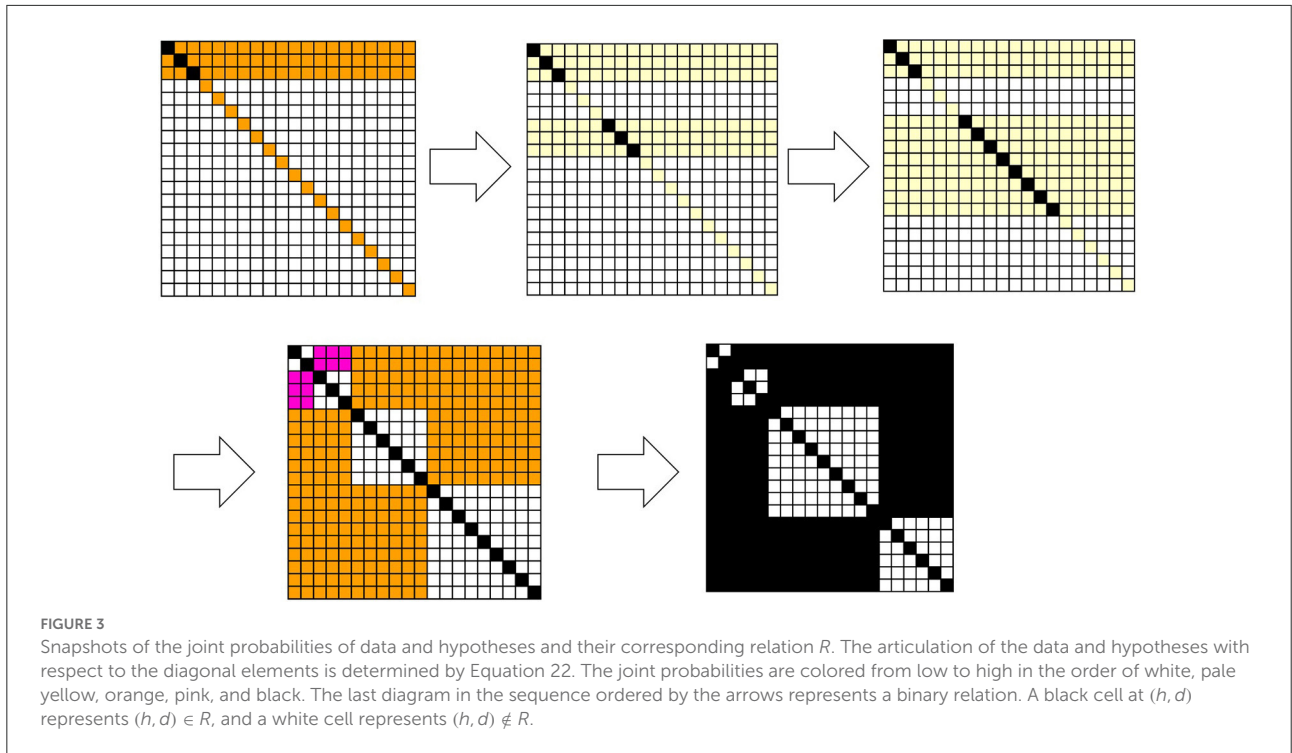 FIGURE 3
Snapshots of the joint probabilities of data and hypotheses and their corresponding relation R. The articulation of the data and hypotheses with
respect to the diagonal elements is determined by Equation 22. The joint probabilities are colored from low to high in the order of white, pale
yellow, orange, pink, and black. The last diagram in the sequence ordered by the arrows represents a binary relation. A black cell at (h, d)
represents (h, d) ∈ R, and a white cell represents (h, d) ∉ R.